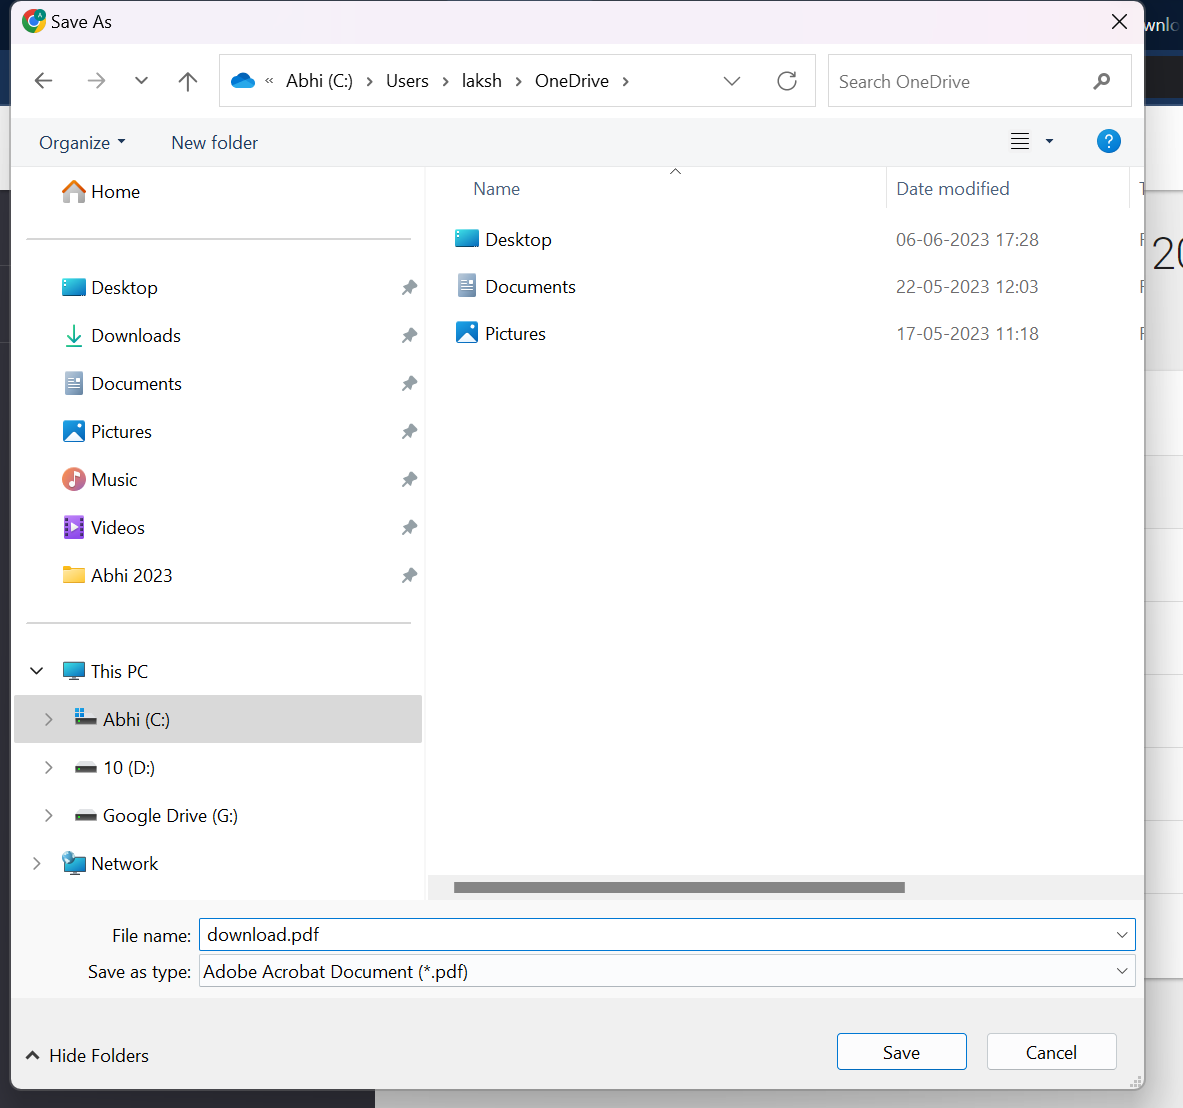 Save As
« Abhi (C:) > Users > laksh > OneDrive >
Search OneDrive
Organize
New folder
?
Home
Desktop
Downloads
Documents
Pictures
Music
Videos
Abhi 2023
This PC
Abhi (C:)
10 (D:)
Google Drive (G:)
Network
Name Date modified
Desktop 06-06-2023 17:28
Documents 22-05-2023 12:03
Pictures 17-05-2023 11:18
File name: download.pdf
Save as type: Adobe Acrobat Document (*.pdf)
Hide Folders
Save
Cancel